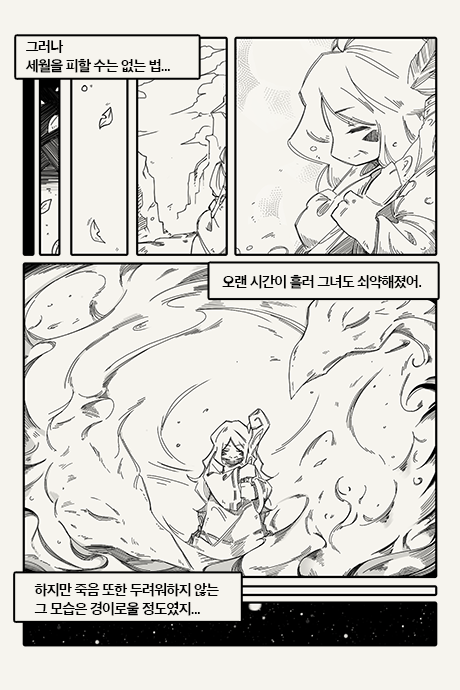 그러나
세월을 피할 수는 없는 법...
오랜 시간이 흘러 그녀도 쇠약해졌어.
하지만 죽음 또한 두려워하지 않는
그 모습은 경이로울 정도였지...